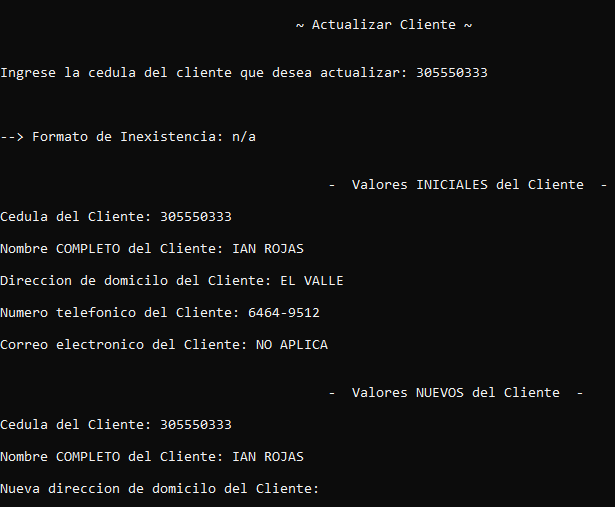 ~ Actualizar Cliente ~
Ingrese la cedula del cliente que desea actualizar: 305550333
--> Formato de Inexistencia: n/a
- Valores INICIALES del Cliente -
Cedula del Cliente: 305550333
Nombre COMPLETO del Cliente: IAN ROJAS
Direccion de domicilo del Cliente: EL VALLE
Numero telefonico del Cliente: 6464-9512
Correo electronico del Cliente: NO APLICA
- Valores NUEVOS del Cliente -
Cedula del Cliente: 305550333
Nombre COMPLETO del Cliente: IAN ROJAS
Nueva direccion de domicilo del Cliente: